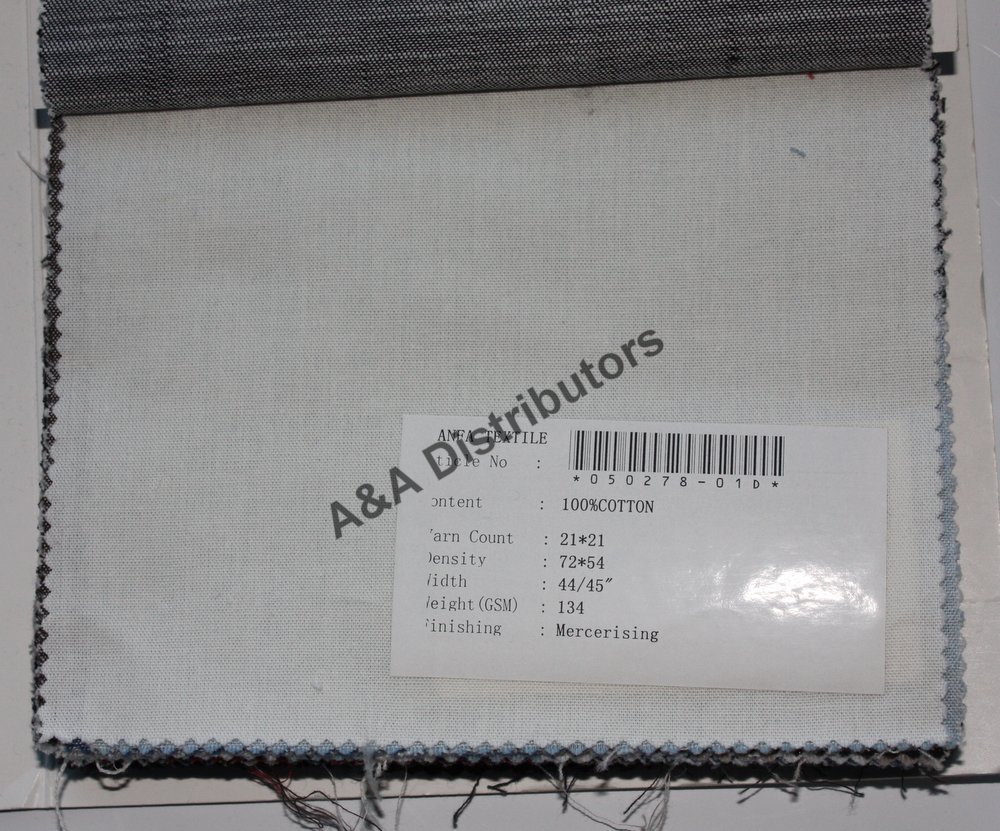 ANFA TEXTILE
ticle No :
*050278-01D*
ontent : 100%COTTON
arn Count : 21*21
ensity : 72*54
idth : 44/45″
eight(GSM) : 134
inishing : Mercerising
A&A Distributors